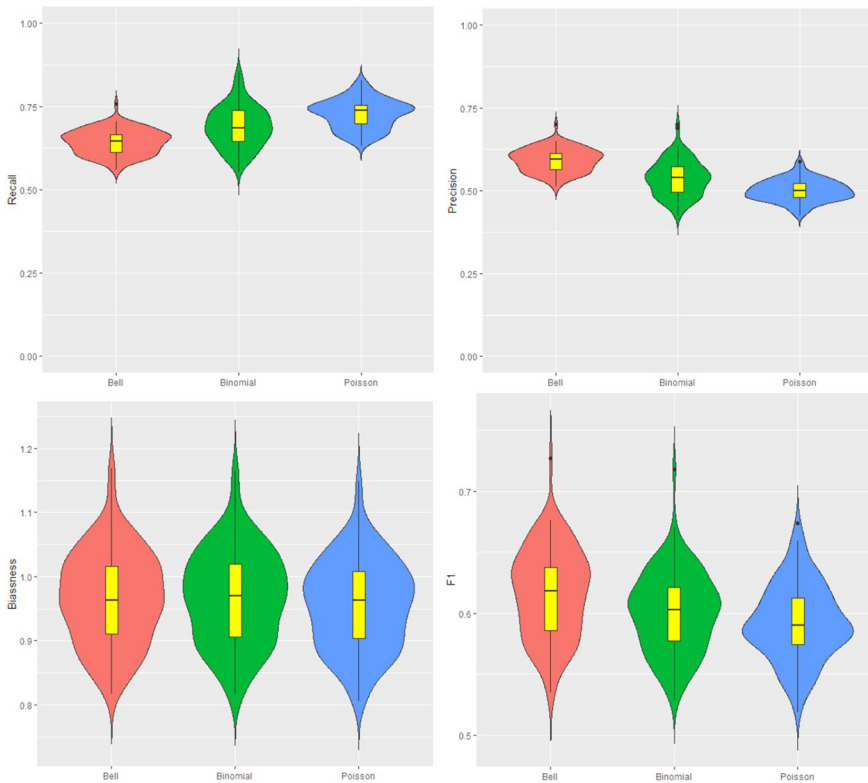 Recall
1.00
0.75
0.50
0.25
0.00
Bell Binomial Poisson
Precision
1.00
0.75
0.50
0.25
0.00
Bell Binomial Poisson
Biassness
1.2
1.1
1.0
0.9
0.8
Bell Binomial Poisson
F1
0.7
0.6
0.5
Bell Binomial Poisson